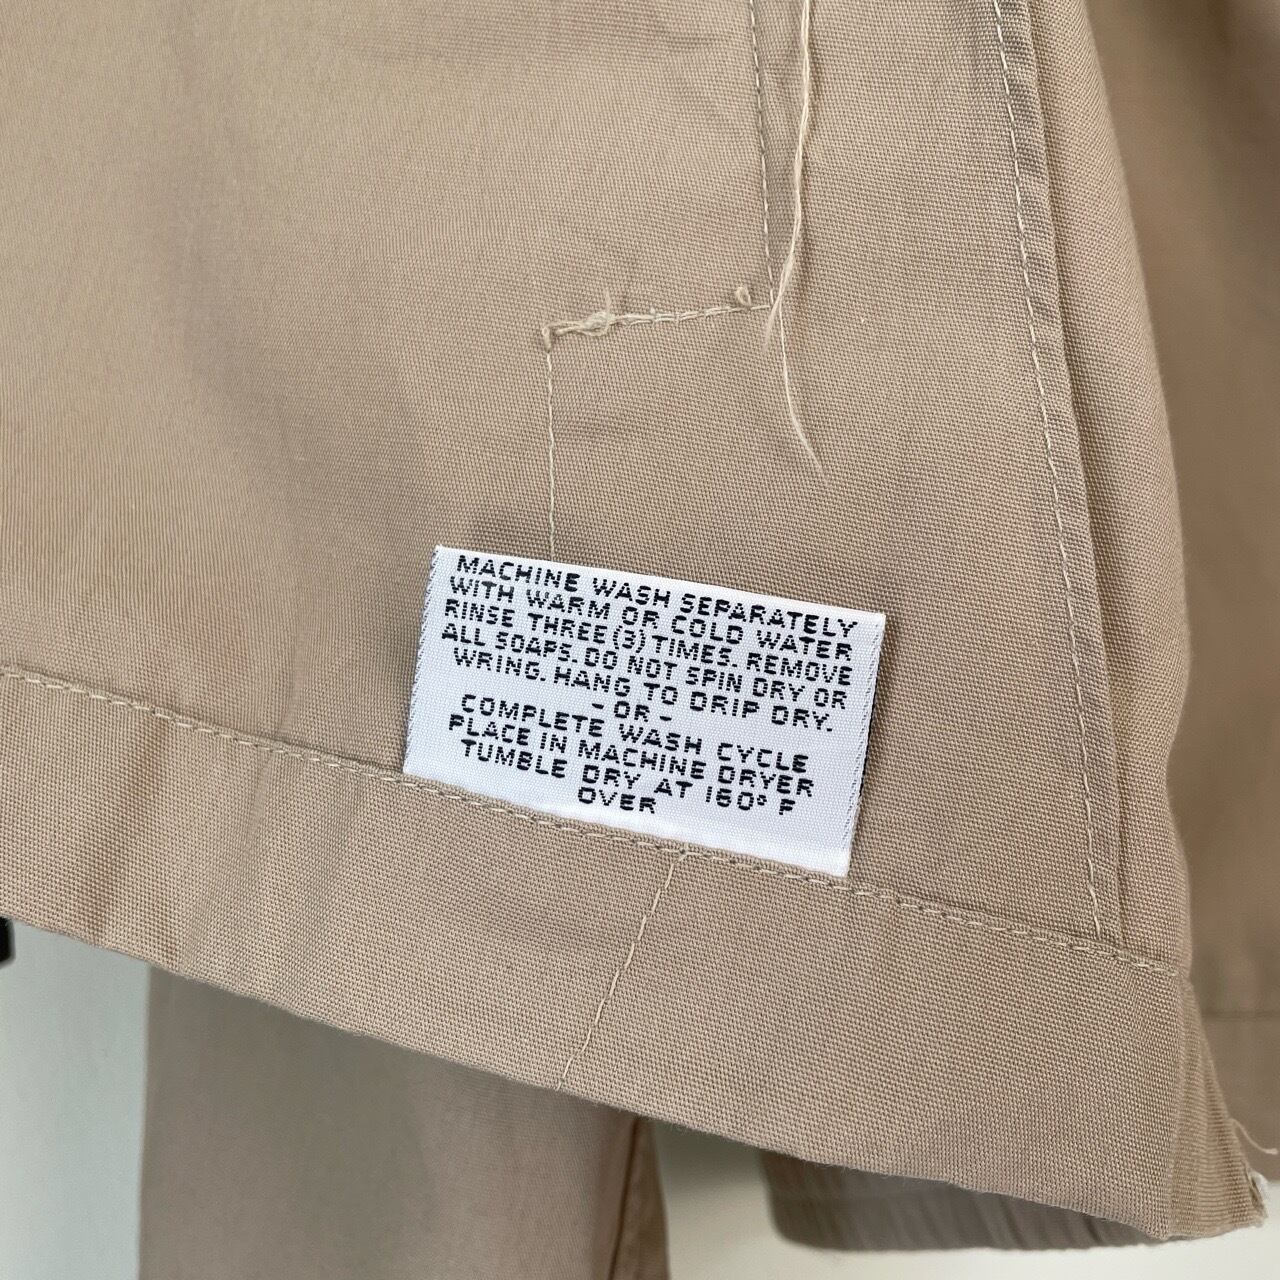 MACHINE WASH SEPARATELY
WITH WARM OR COLD WATER
RINSE THREE (3) TIMES. REMOVE
ALL SOAPS. DO NOT SPIN DRY OR
WRING. HANG TO DRIP DRY.
- OR -
COMPLETE WASH CYCLE
PLACE IN MACHINE DRYER
TUMBLE DRY AT 160° F
OVER